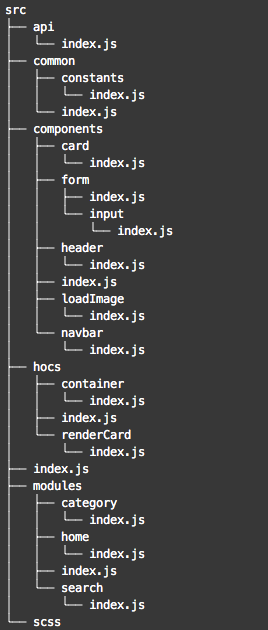 src
├── api
│   └── index.js
├── common
│   ├── constants
│   │   └── index.js
│   └── index.js
├── components
│   ├── card
│   │   └── index.js
│   ├── form
│   │   ├── index.js
│   │   └── input
│   │       └── index.js
│   ├── header
│   │   └── index.js
│   ├── index.js
│   ├── loadImage
│   │   └── index.js
│   └── navbar
│       └── index.js
├── hocs
│   ├── container
│   │   └── index.js
│   ├── index.js
│   └── renderCard
│       └── index.js
├── index.js
├── modules
│   ├── category
│   │   └── index.js
│   ├── home
│   │   └── index.js
│   ├── index.js
│   └── search
│       └── index.js
└── scss